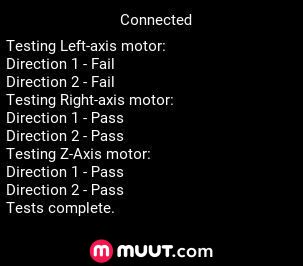 Connected
Testing Left-axis motor:
Direction 1 - Fail
Direction 2 - Fail
Testing Right-axis motor:
Direction 1 - Pass
Direction 2 - Pass
Testing Z-Axis motor:
Direction 1 - Pass
Direction 2 - Pass
Tests complete.
m muut.com